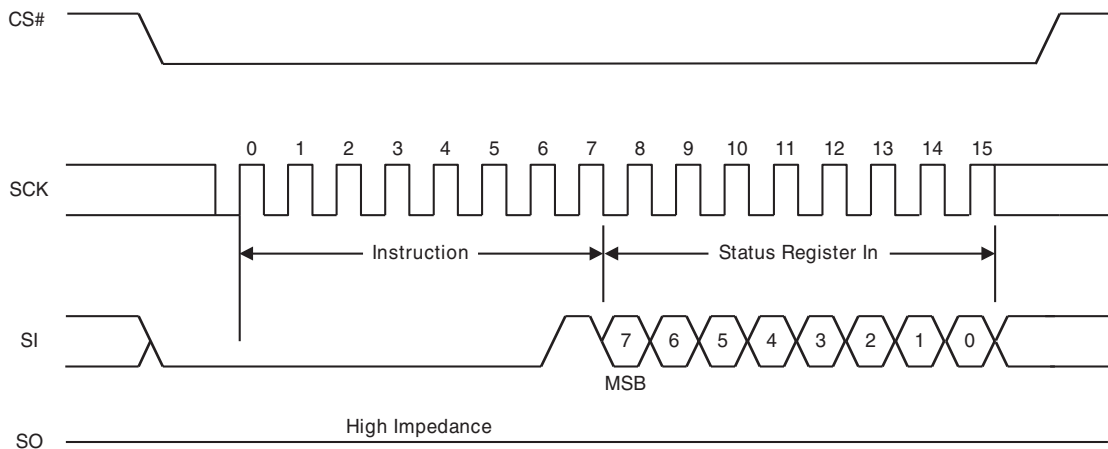 CS#
0 1 2 3 4 5 6 7 8 9 10 11 12 13 14 15
SCK
Instruction Status Register In
SI 7 6 5 4 3 2 1 0
MSB
High Impedance
SO